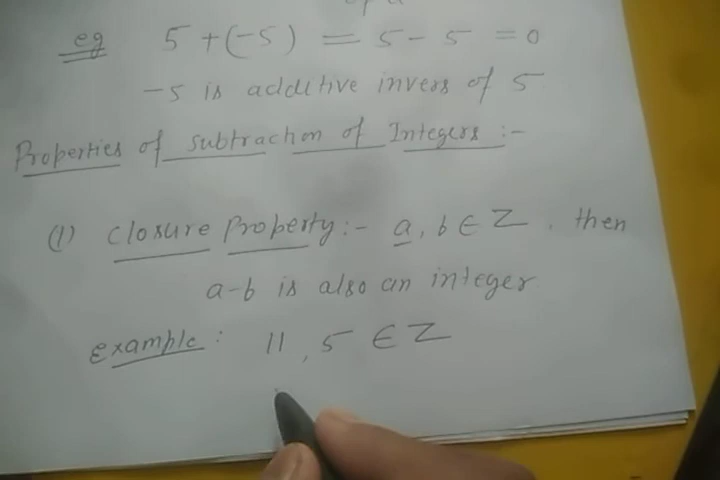 eg 5 + (-5) = 5 - 5 = 0
-5 is additive invers of 5
Properties of subtraction of Integers :-
(1) closure Property :- a, b ∈ Z, then
a-b is also an integer
example: 11, 5 ∈ Z